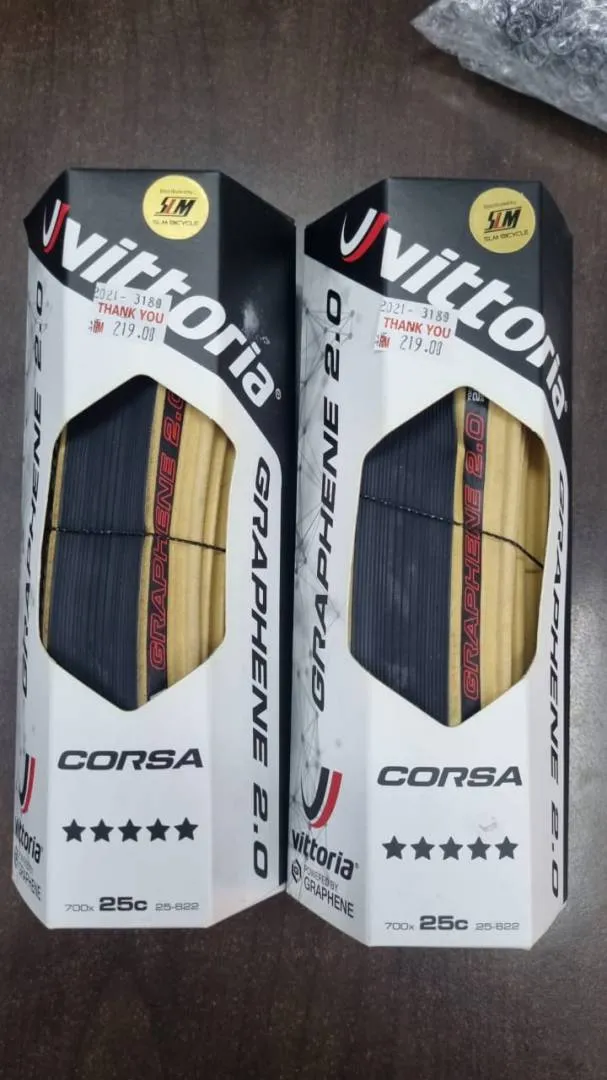 Distributed by:
SLM
SLM BICYCLE
vittoria®
2021- 3180
THANK YOU
RM 219.00
GRAPHENE 2.0
GRAPHENE 2.0
GRAPHENE 2.0
CORSA
★★★★★
vittoria®
POWERED BY
GRAPHENE
700x 25c 25-622
Distributed by:
SLM
SLM BICYCLE
vittoria®
2021- 3180
THANK YOU
RM 219.00
GRAPHENE 2.0
GRAPHENE 2.0
GRAPHENE 2.0
CORSA
★★★★★
vittoria®
POWERED BY
GRAPHENE
700x 25c 25-622